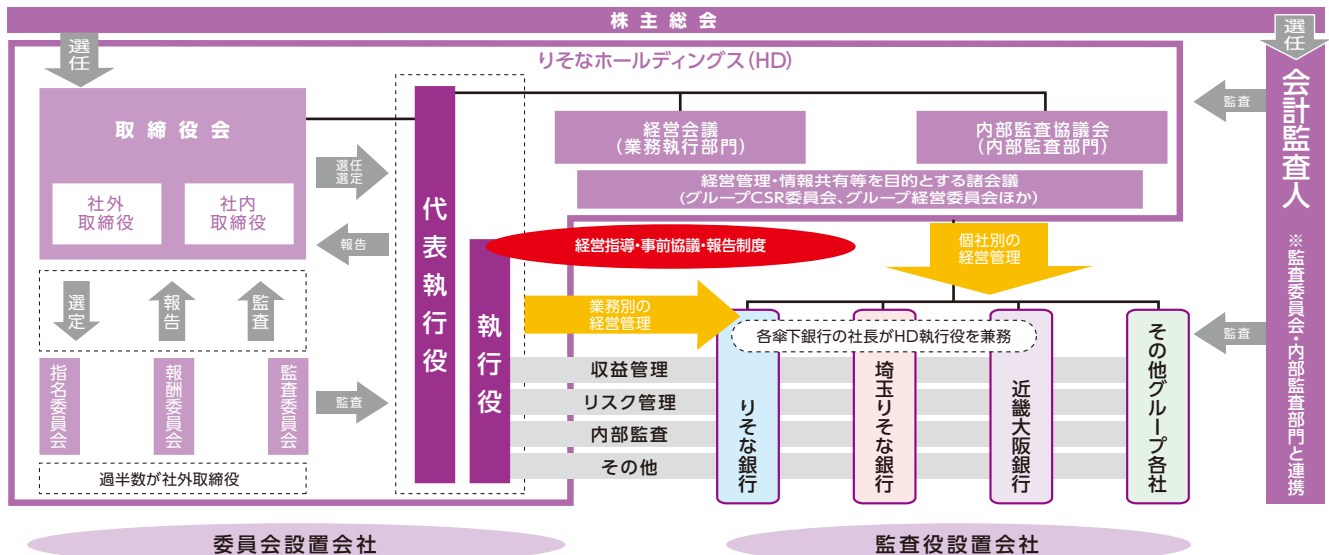 株主総会
選任
選任
りそなホールディングス(HD)
取締役会
社外
取締役
社内
取締役
選任
選定
報告
代表執行役
執行役
経営会議
(業務執行部門)
内部監査協議会
(内部監査部門)
経営管理・情報共有等を目的とする諸会議
(グループCSR委員会、グループ経営委員会ほか)
監査
会計監査人
※監査委員会・内部監査部門と連携
経営指導・事前協議・報告制度
個社別の
経営管理
業務別の
経営管理
選定
報告
監査
各傘下銀行の社長がHD執行役を兼務
監査
指名委員会
報酬委員会
監査委員会
監査
収益管理
リスク管理
内部監査
その他
りそな銀行
埼玉りそな銀行
近畿大阪銀行
その他グループ各社
過半数が社外取締役
委員会設置会社
監査役設置会社